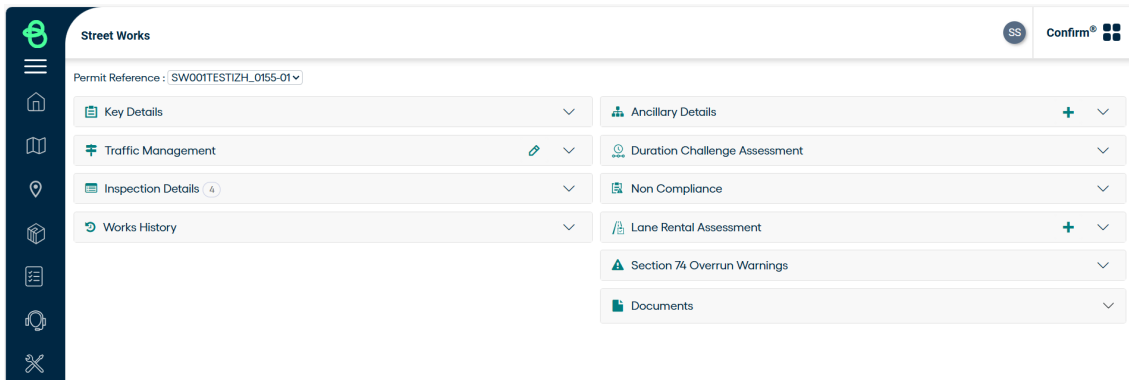 Street Works
SS
Confirm®
Permit Reference : SW001TESTIZH_0155-01
Key Details
Traffic Management
Inspection Details 4
Works History
Ancillary Details
Duration Challenge Assessment
Non Compliance
Lane Rental Assessment
Section 74 Overrun Warnings
Documents